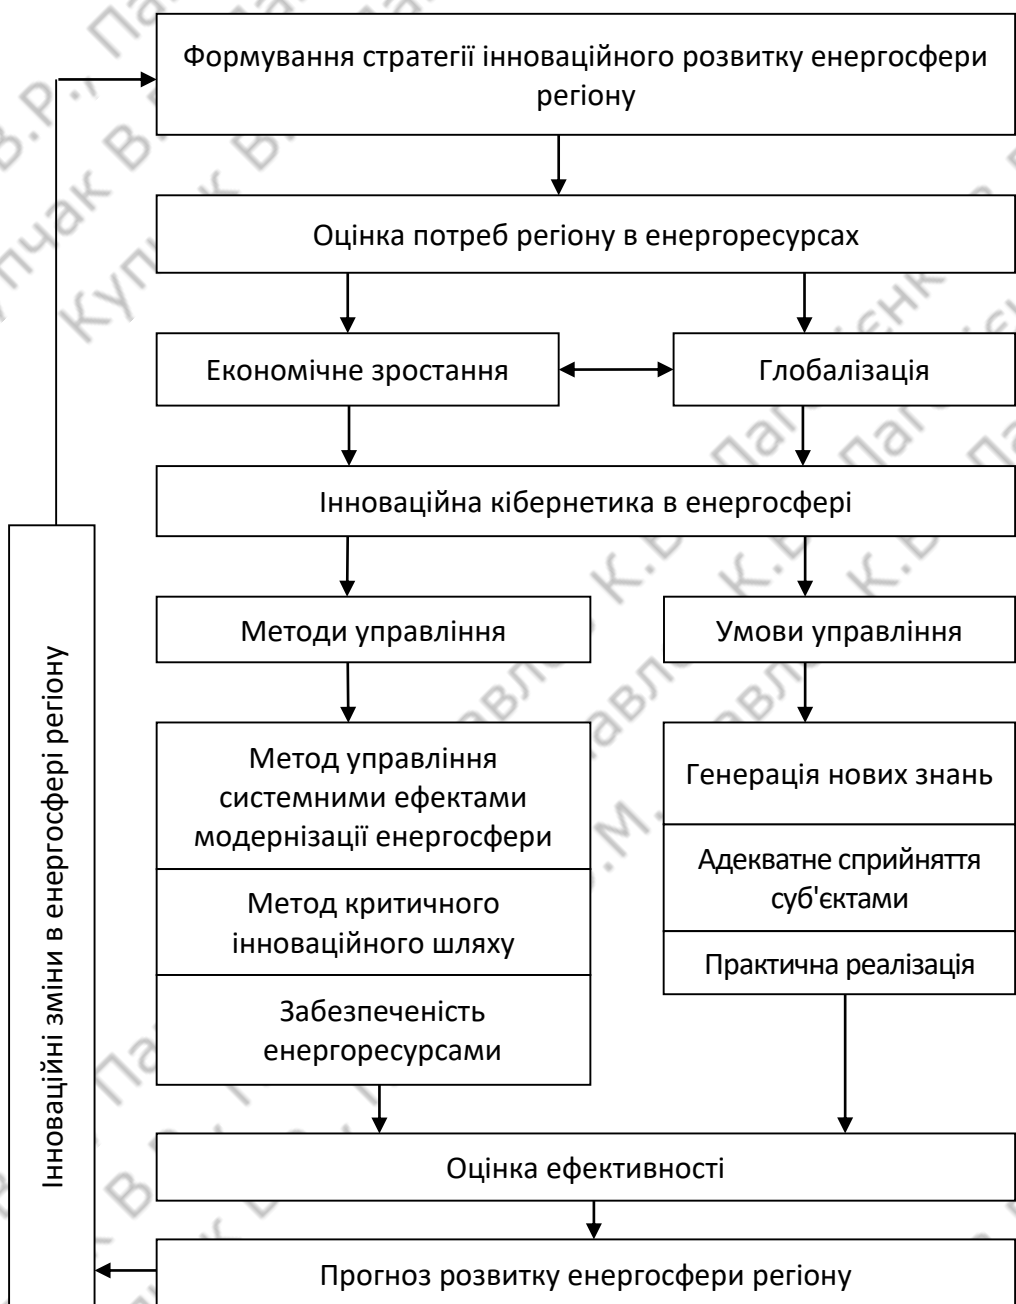 Формування стратегії інноваційного розвитку енергосфери
регіону
Оцінка потреб регіону в енергоресурсах
Економічне зростання
Глобалізація
Інноваційна кібернетика в енергосфері
Методи управління
Умови управління
Метод управління
системними ефектами
модернізації енергосфери
Генерація нових знань
Адекватне сприйняття
суб'єктами
Метод критичного
інноваційного шляху
Практична реалізація
Забезпеченість
енергоресурсами
Оцінка ефективності
Прогноз розвитку енергосфери регіону
Інноваційні зміни в енергосфері регіону